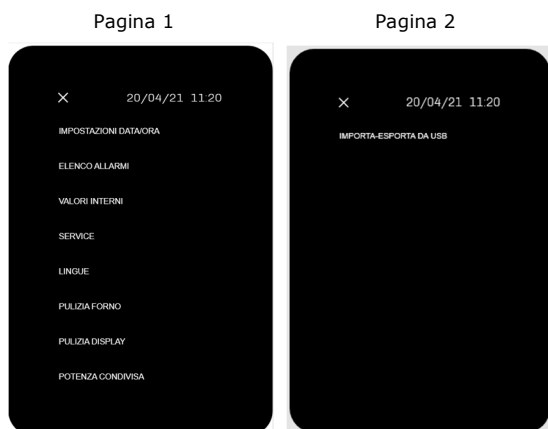 Pagina 1
× 20/04/21 11:20
IMPOSTAZIONI DATA/ORA
ELENCO ALLARMI
VALORI INTERNI
SERVICE
LINGUE
PULIZIA FORNO
PULIZIA DISPLAY
POTENZA CONDIVISA
Pagina 2
× 20/04/21 11:20
IMPORTA-ESPORTA DA USB